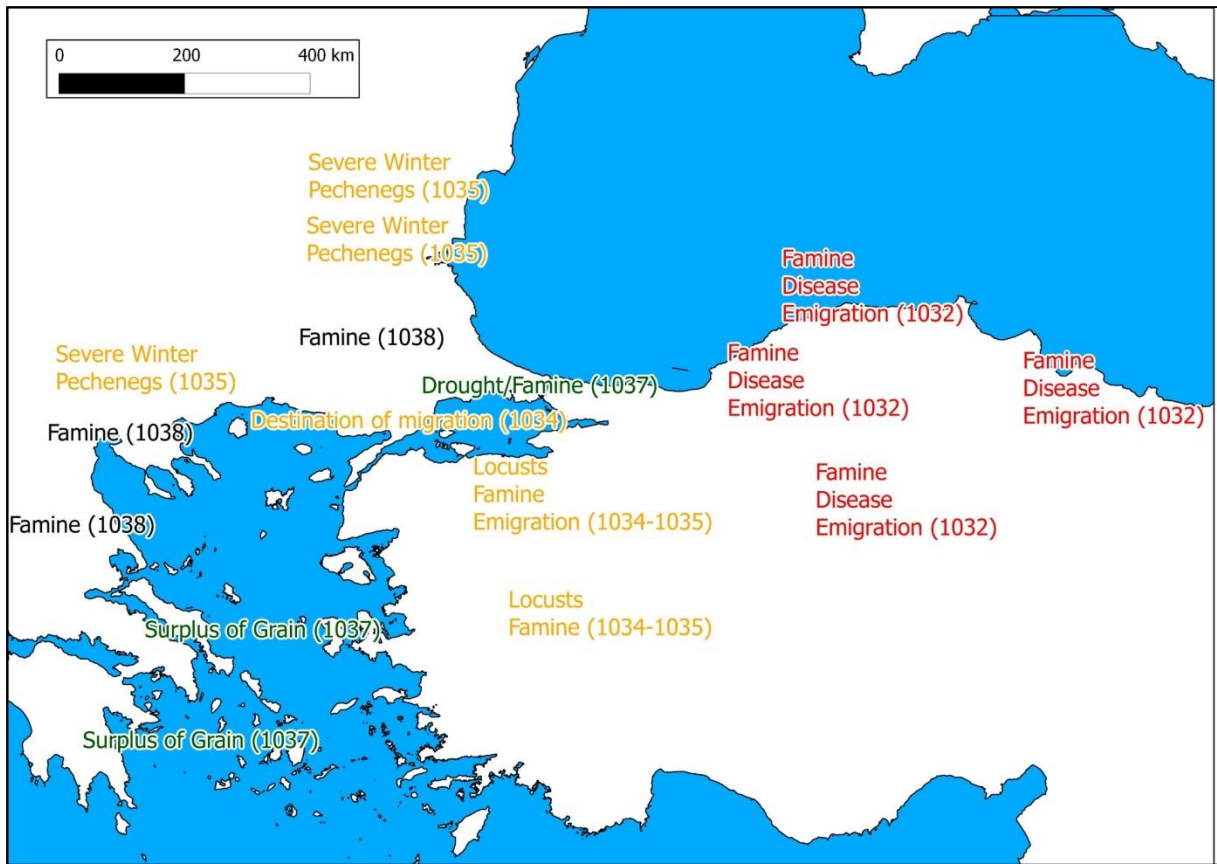 0 200 400 km
Severe Winter
Pechenegs (1035)
Severe Winter
Pechenegs (1035)
Famine
Disease
Emigration (1032)
Famine (1038)
Severe Winter
Pechenegs (1035)
Famine
Disease
Emigration (1032)
Famine
Disease
Emigration (1032)
Drought/Famine (1037)
Destination of migration (1034)
Famine (1038)
Locusts
Famine
Emigration (1034-1035)
Famine
Disease
Emigration (1032)
Famine (1038)
Locusts
Famine (1034-1035)
Surplus of Grain (1037)
Surplus of Grain (1037)